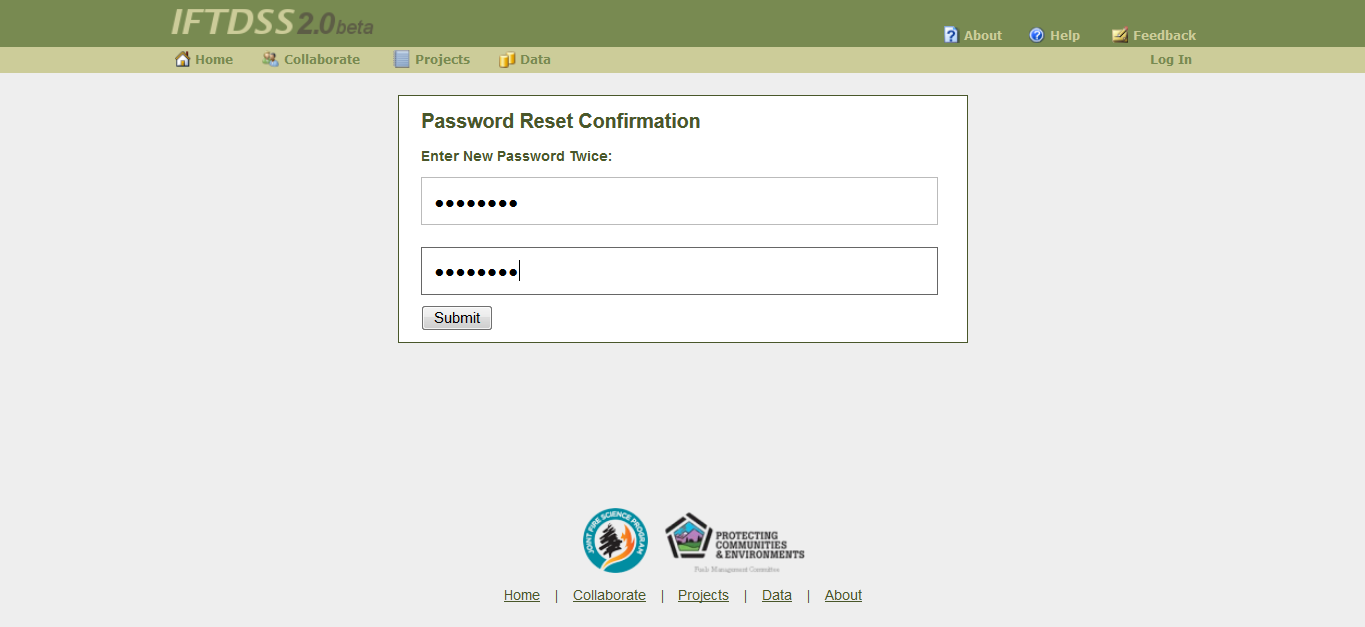 IFTDSS2.0beta
About Help Feedback
Home Collaborate Projects Data Log In
Password Reset Confirmation
Enter New Password Twice:
●●●●●●●●
●●●●●●●●
Submit
JOINT FIRE SCIENCE PROGRAM
PROTECTING
COMMUNITIES
& ENVIRONMENTS
Fuels Management Committee
Home | Collaborate | Projects | Data | About